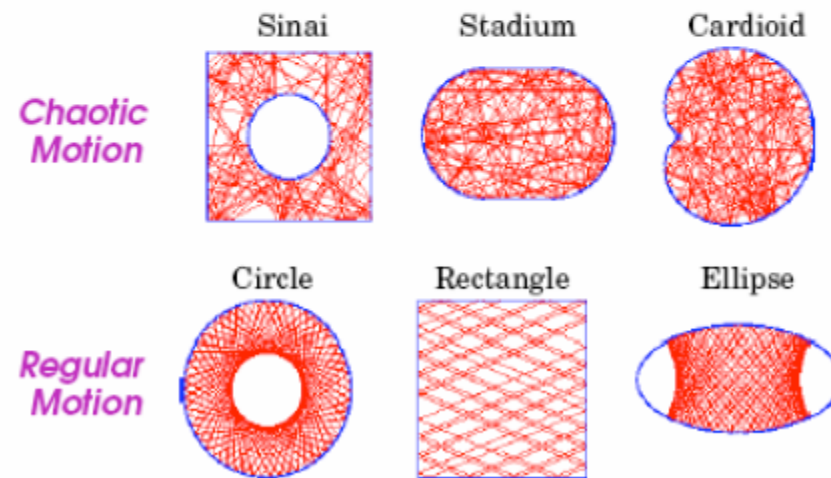 Sinai
Stadium
Cardioid
Chaotic
Motion
Circle
Rectangle
Ellipse
Regular
Motion